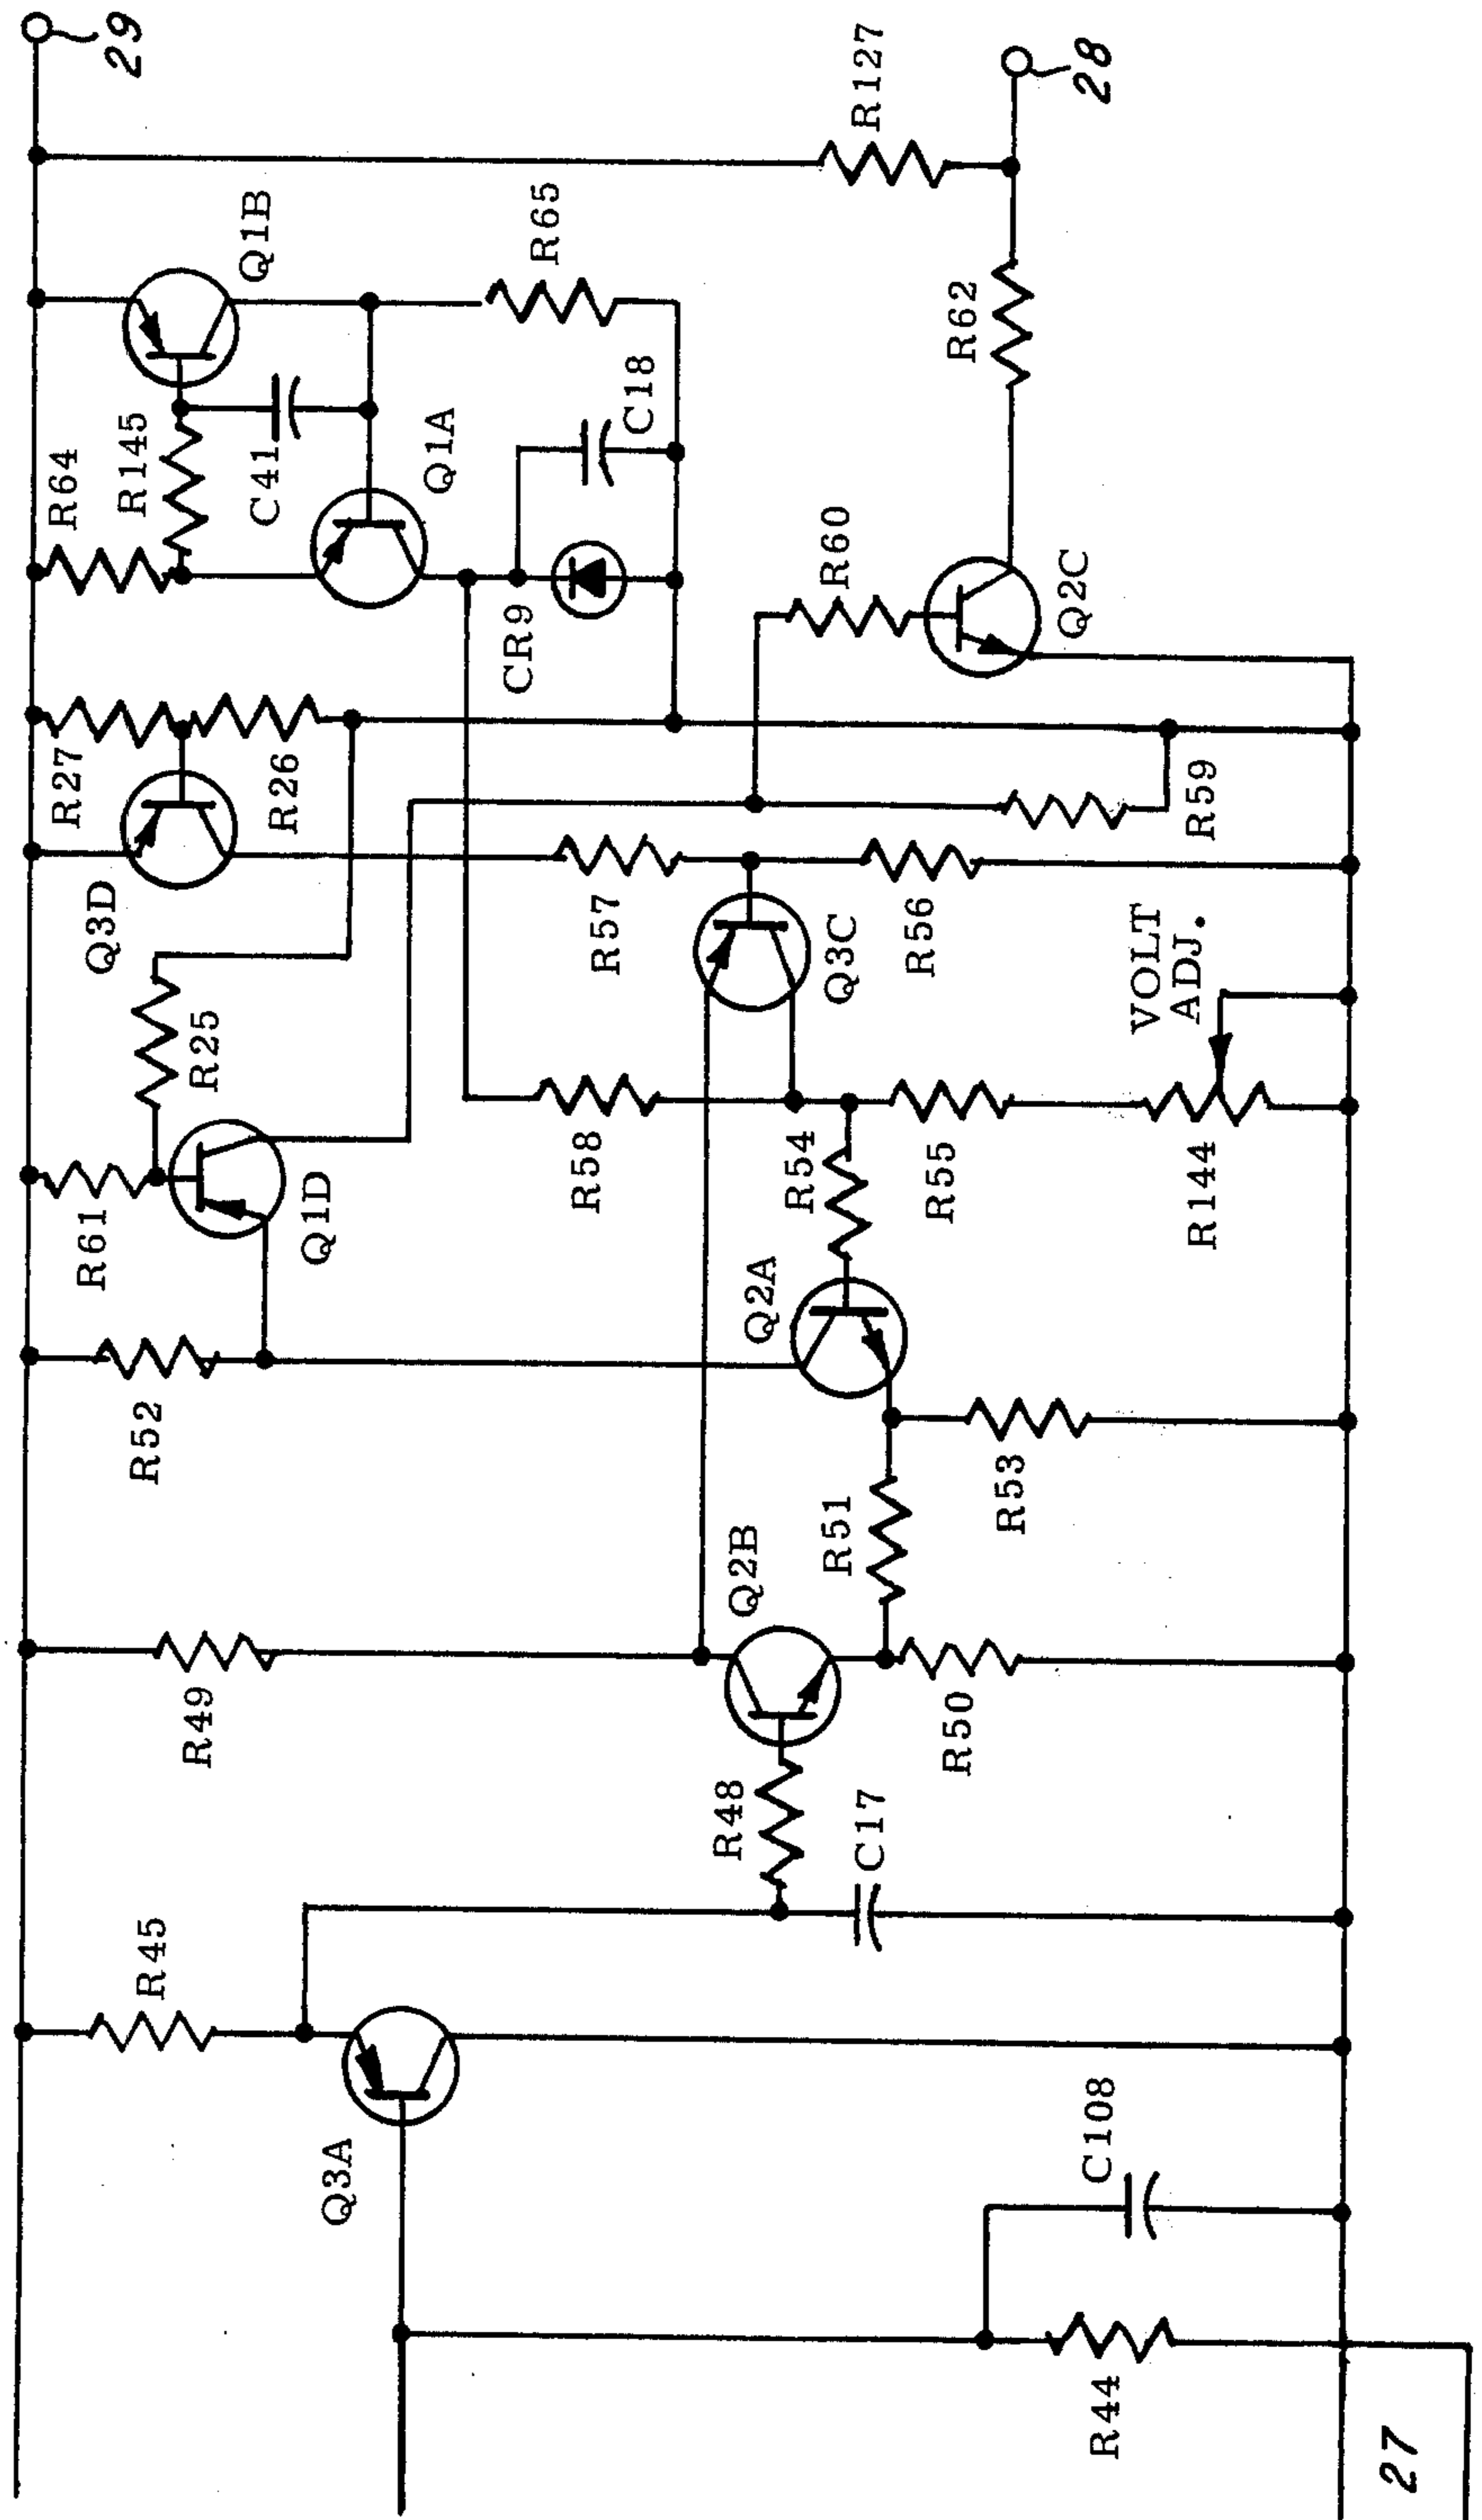 29
28
R127
Q1B
R65
R64
R145
C41
Q1A
C18
R62
CR9
R60
Q2C
R27
R26
Q3D
R57
Q3C
R56
R59
VOLT
ADJ.
R25
R61
Q1D
R58
R54
R55
R144
Q2A
R52
R51
R53
Q2B
R49
R50
R48
C17
R45
Q3A
C108
R44
27